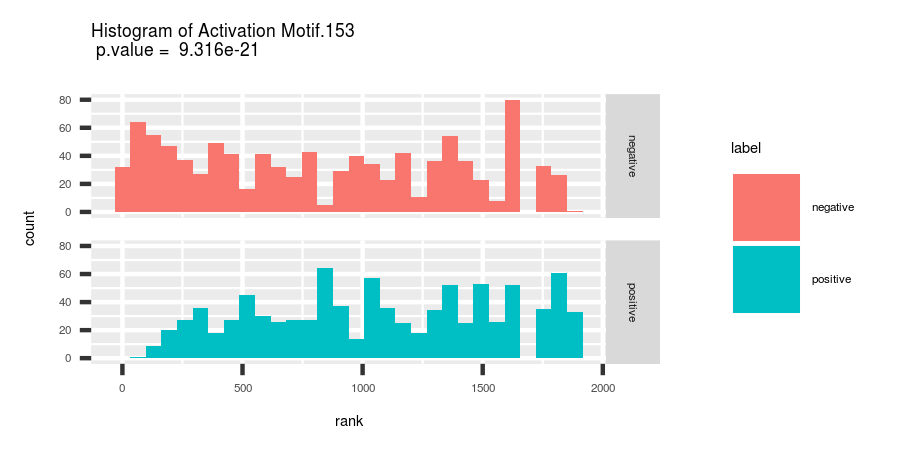 Histogram of Activation Motif.153
p.value = 9.316e-21
80
60
40
20
0
negative
80
60
40
20
0
positive
0 500 1000 1500 2000
rank
count
label
negative
positive